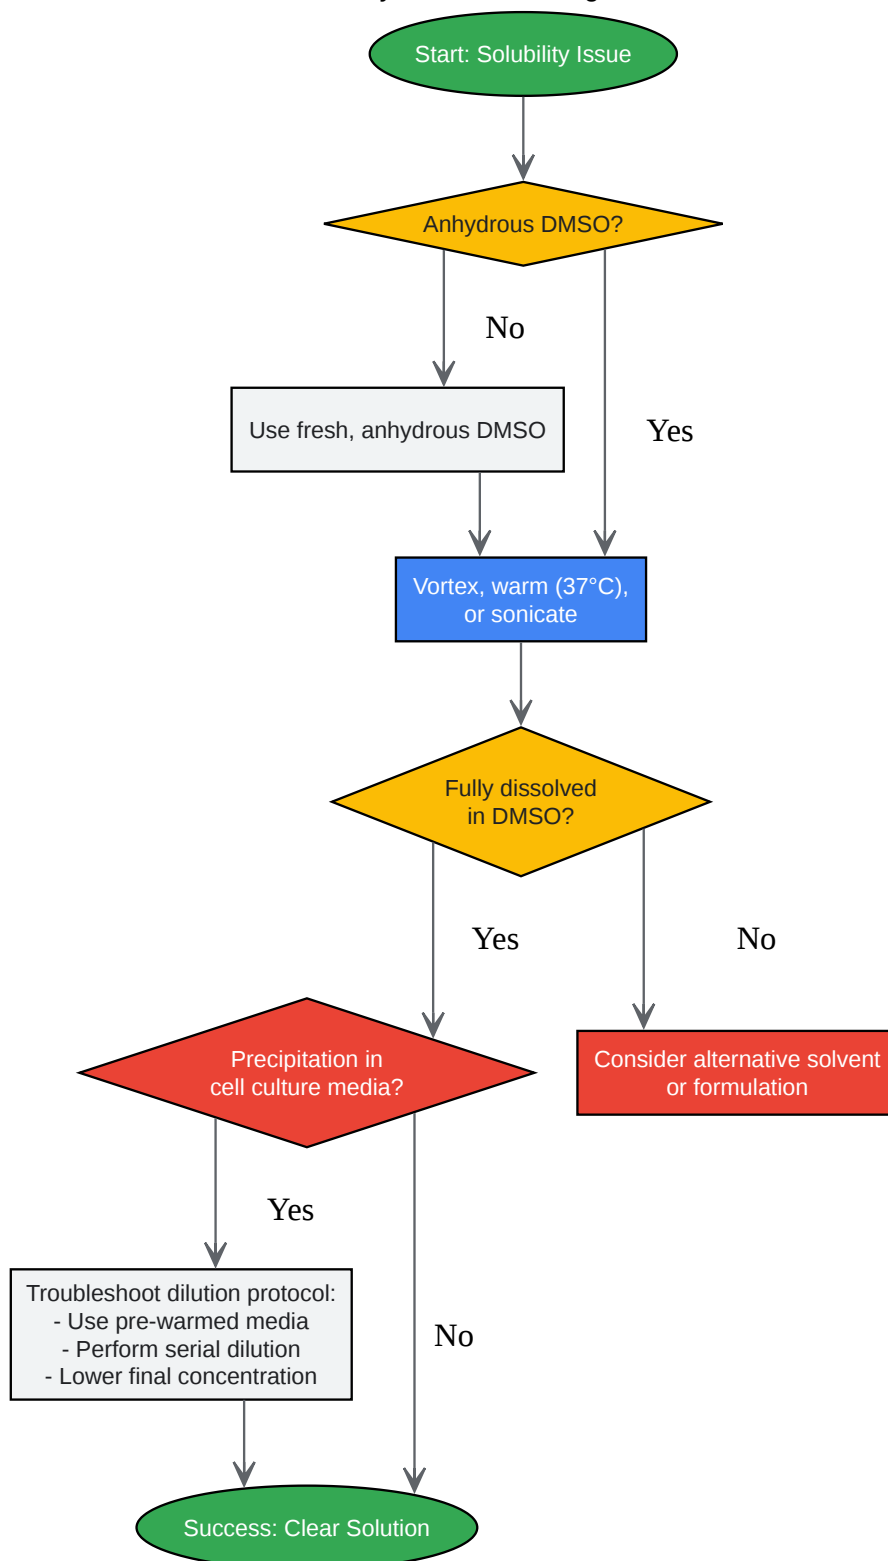 Start: Solubility Issue
Anhydrous DMSO?
No
Use fresh, anhydrous DMSO
Yes
Vortex, warm (37°C),
or sonicate
Fully dissolved
in DMSO?
Yes
No
Precipitation in
cell culture media?
Consider alternative solvent
or formulation
Yes
Troubleshoot dilution protocol:
- Use pre-warmed media
- Perform serial dilution
- Lower final concentration
No
Success: Clear Solution